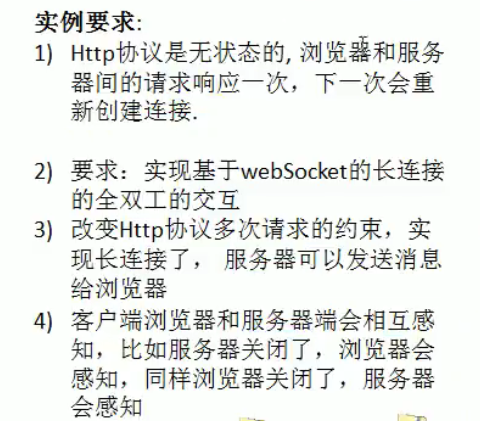 实例要求:
1) Http协议是无状态的, 浏览器和服务
器间的请求响应一次，下一次会重
新创建连接.
2) 要求：实现基于webSocket的长连接
的全双工的交互
3) 改变Http协议多次请求的约束，实
现长连接了， 服务器可以发送消息
给浏览器
4) 客户端浏览器和服务器端会相互感
知，比如服务器关闭了，浏览器会
感知，同样浏览器关闭了，服务器
会感知